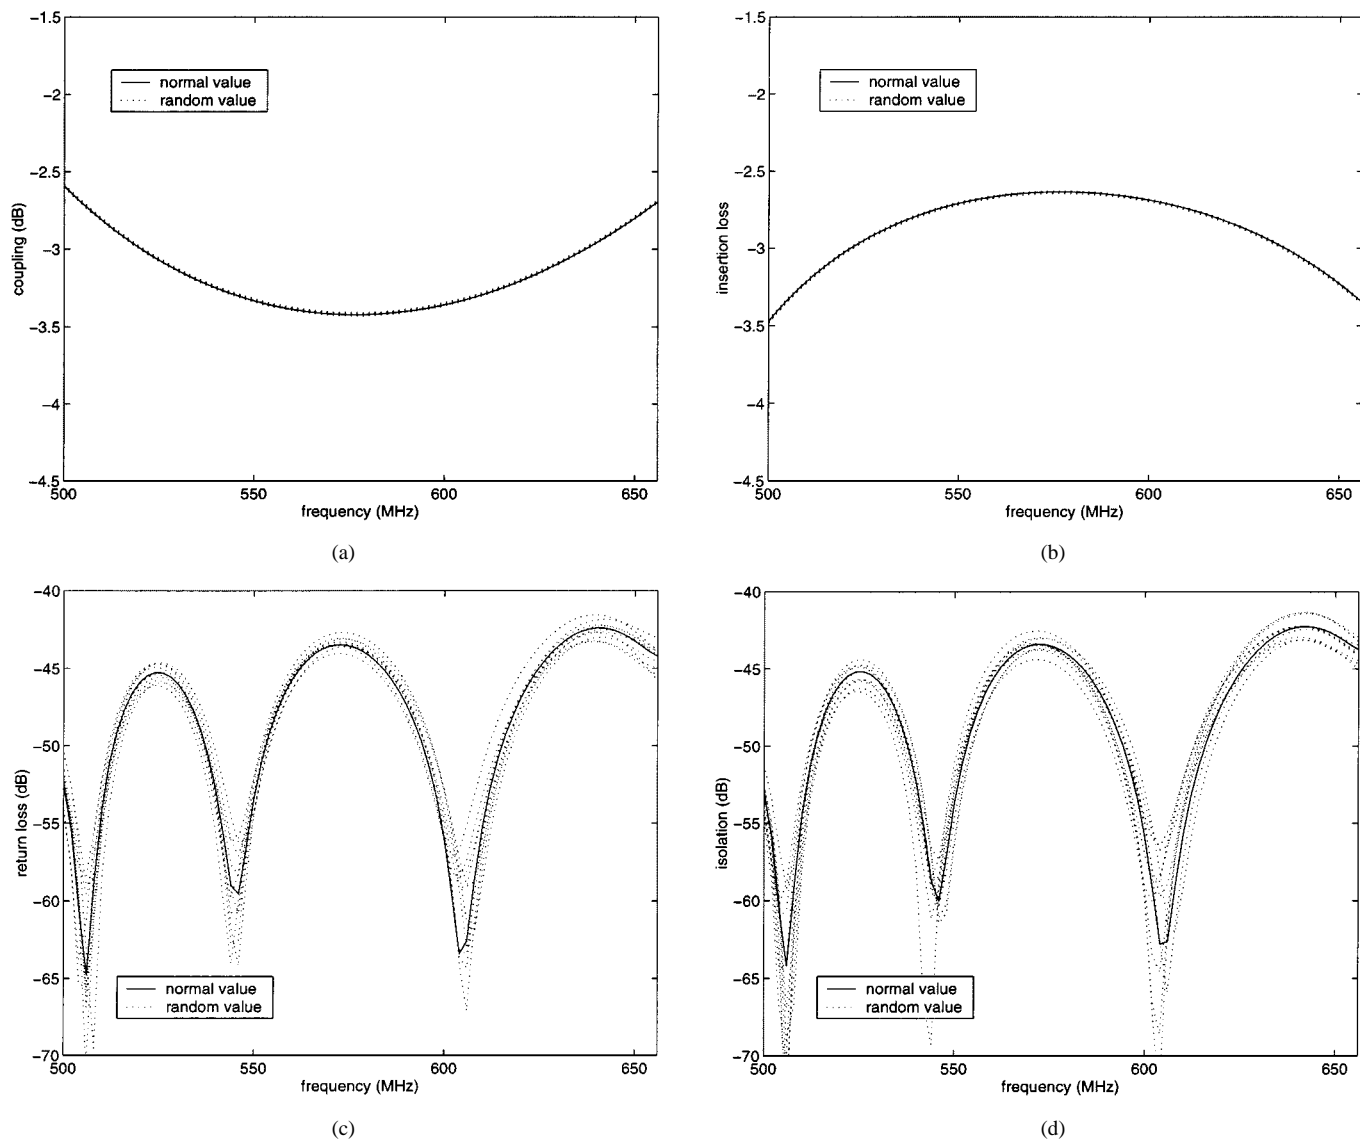 −1.5
−2
−2.5
−3
−3.5
−4
−4.5
coupling (dB)
normal value
random value
500
550
600
650
frequency (MHz)
(a)
−1.5
−2
−2.5
−3
−3.5
−4
−4.5
insertion loss
normal value
random value
500
550
600
650
frequency (MHz)
(b)
−40
−45
−50
−55
−60
−65
−70
return loss (dB)
normal value
random value
500
550
600
650
frequency (MHz)
(c)
−40
−45
−50
−55
−60
−65
−70
isolation (dB)
normal value
random value
500
550
600
650
frequency (MHz)
(d)